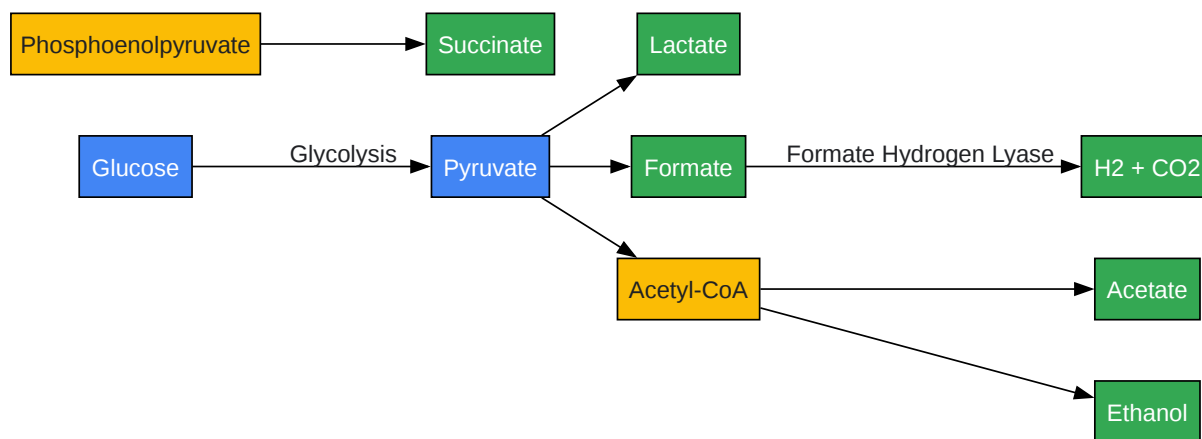 Phosphoenolpyruvate
Succinate
Lactate
Glucose
Glycolysis
Pyruvate
Formate
Formate Hydrogen Lyase
H2 + CO2
Acetyl-CoA
Acetate
Ethanol